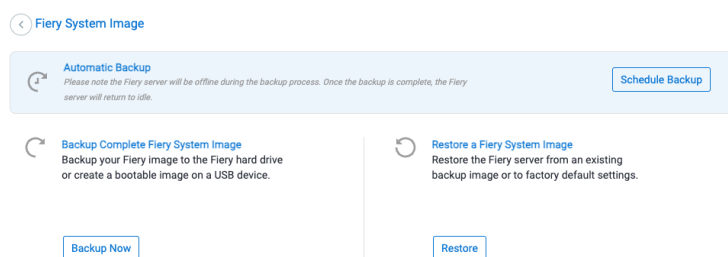 Fiery System Image
Automatic Backup
Please note the Fiery server will be offline during the backup process. Once the backup is complete, the Fiery
server will return to idle.
Schedule Backup
Backup Complete Fiery System Image
Backup your Fiery image to the Fiery hard drive
or create a bootable image on a USB device.
Backup Now
Restore a Fiery System Image
Restore the Fiery server from an existing
backup image or to factory default settings.
Restore